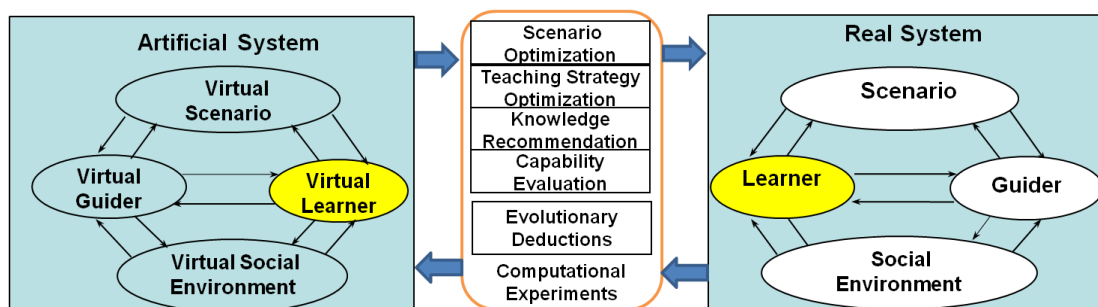 Artificial System
Virtual
Scenario
Virtual
Guider
Virtual
Learner
Virtual Social
Environment
Scenario
Optimization
Teaching Strategy
Optimization
Knowledge
Recommendation
Capability
Evaluation
Evolutionary
Deductions
Computational
Experiments
Real System
Scenario
Learner
Guider
Social
Environment